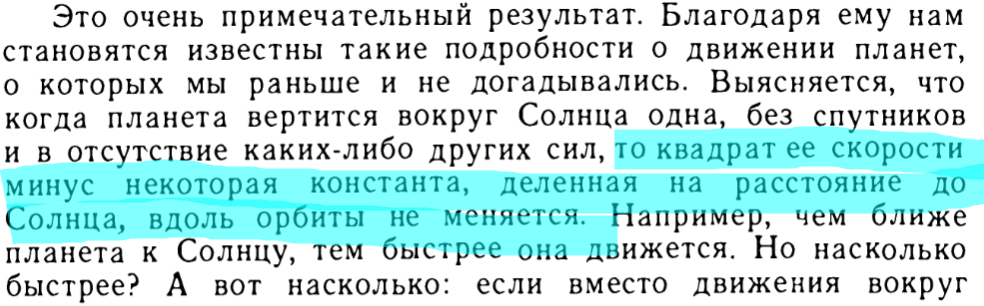 Это очень примечательный результат. Благодаря ему нам
становятся известны такие подробности о движении планет,
о которых мы раньше и не догадывались. Выясняется, что
когда планета вертится вокруг Солнца одна, без спутников
и в отсутствие каких-либо других сил, то квадрат ее скорости
минус некоторая константа, деленная на расстояние до
Солнца, вдоль орбиты не меняется. Например, чем ближе
планета к Солнцу, тем быстрее она движется. Но насколько
быстрее? А вот насколько: если вместо движения вокруг